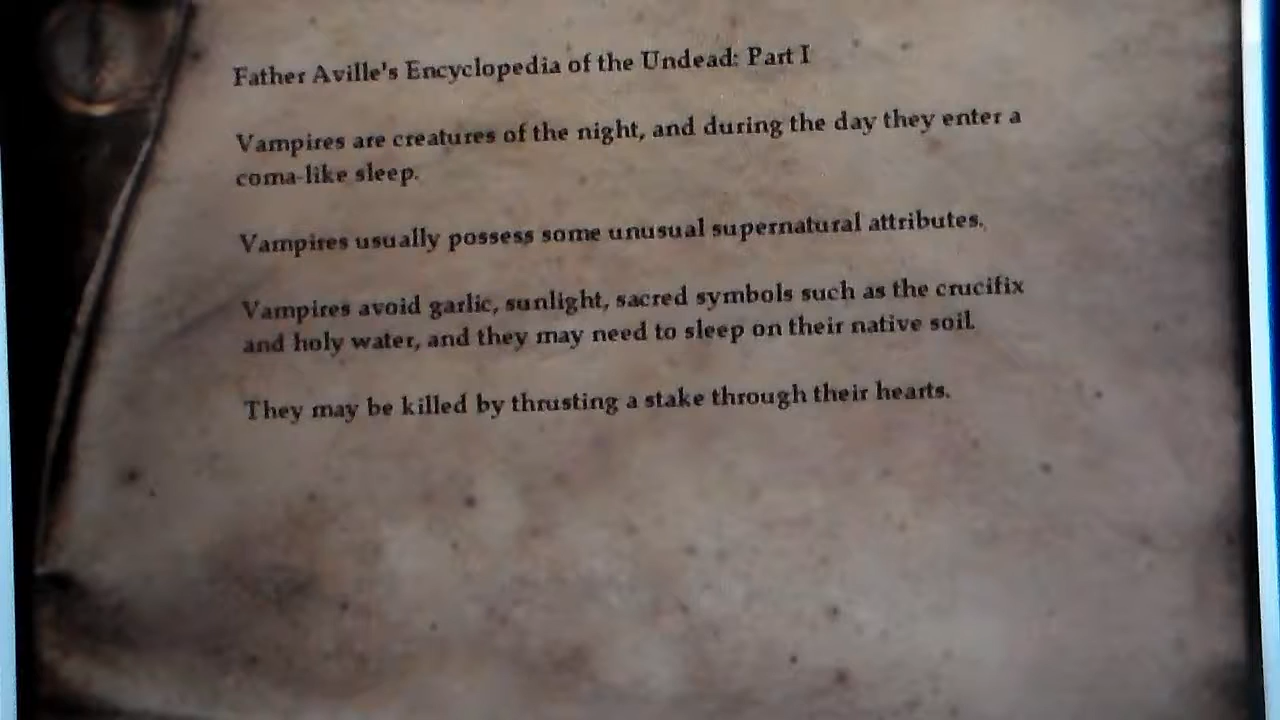 Father Aville's Encyclopedia of the Undead: Part I
Vampires are creatures of the night, and during the day they enter a
coma-like sleep.
Vampires usually possess some unusual supernatural attributes.
Vampires avoid garlic, sunlight, sacred symbols such as the crucifix
and holy water, and they may need to sleep on their native soil.
They may be killed by thrusting a stake through their hearts.